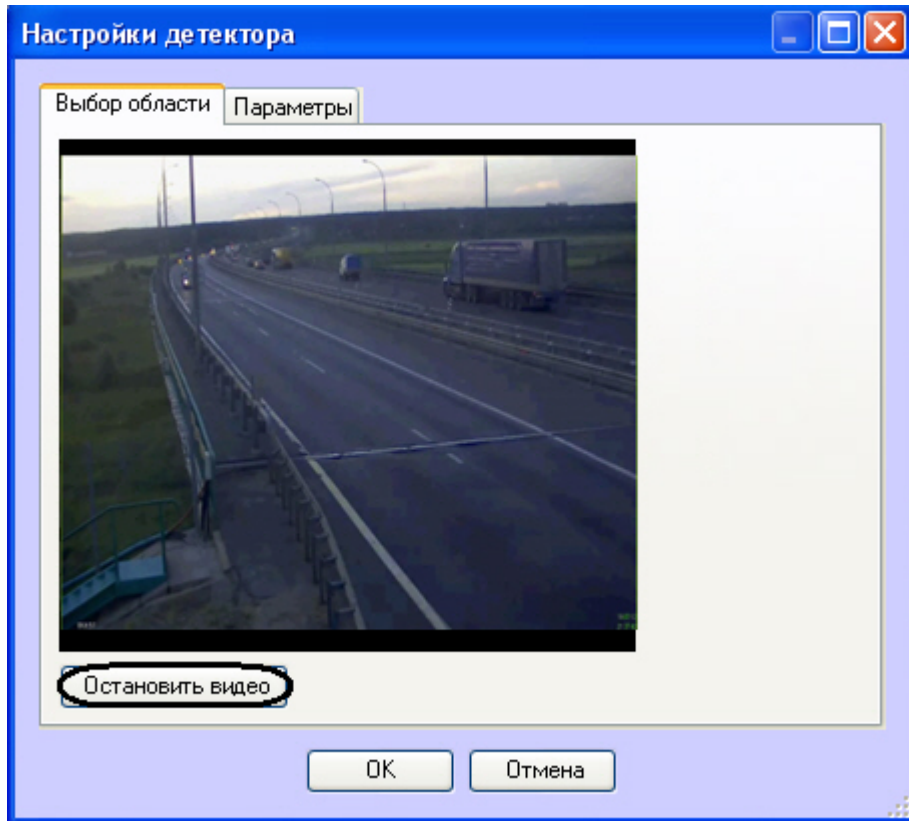 Настройки детектора
Выбор области
Параметры
Остановить видео
OK
Отмена